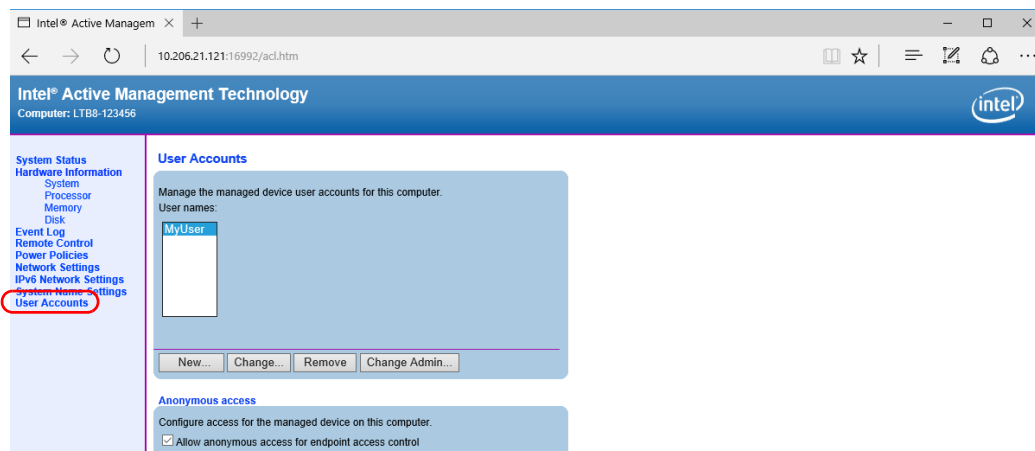 Intel® Active Managem
10.206.21.121:16992/acl.htm
Intel® Active Management Technology
Computer: LTB8-123456
intel
System Status
Hardware Information
System
Processor
Memory
Disk
Event Log
Remote Control
Power Policies
Network Settings
IPv6 Network Settings
System Name Settings
User Accounts
User Accounts
Manage the managed device user accounts for this computer.
User names:
MyUser
New... Change... Remove Change Admin...
Anonymous access
Configure access for the managed device on this computer.
Allow anonymous access for endpoint access control